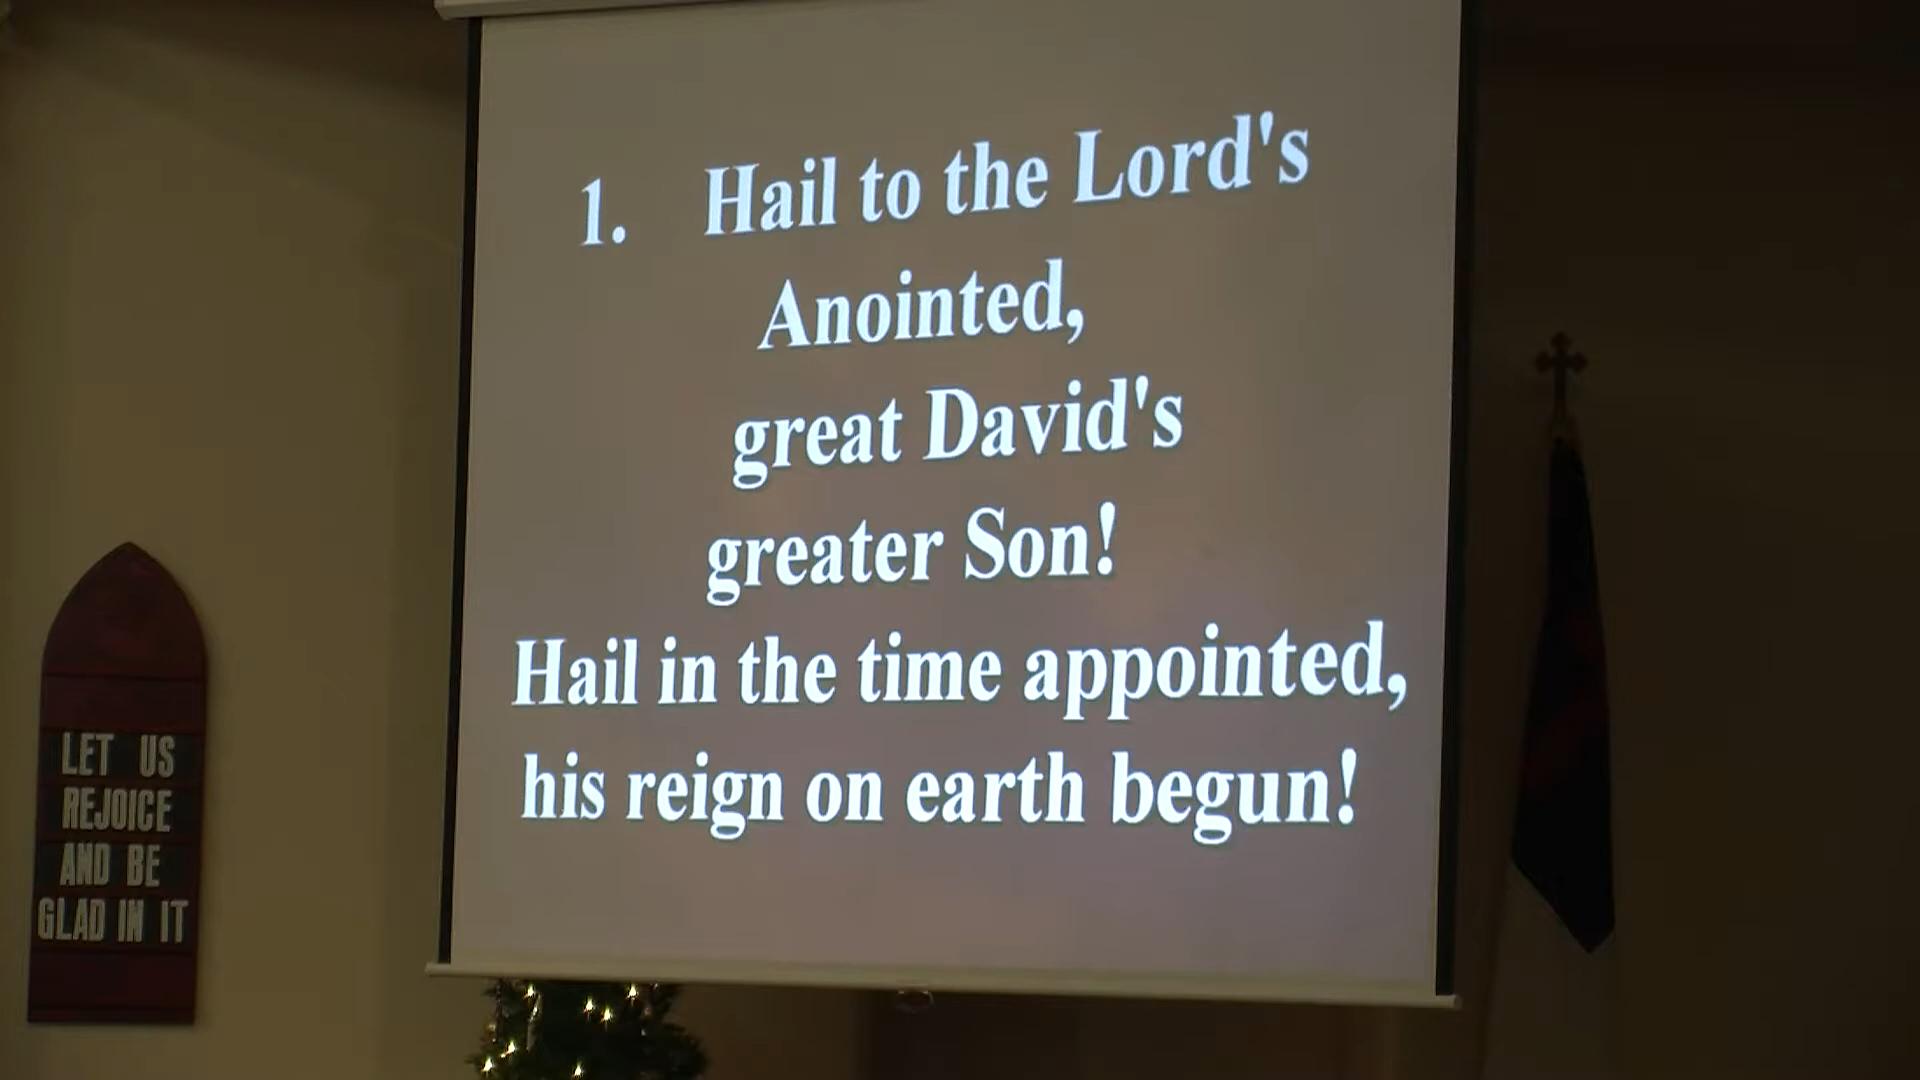 1. Hail to the Lord's
Anointed,
great David's
greater Son!
Hail in the time appointed,
his reign on earth begun!
LET US
REJOICE
AND BE
GLAD IN IT